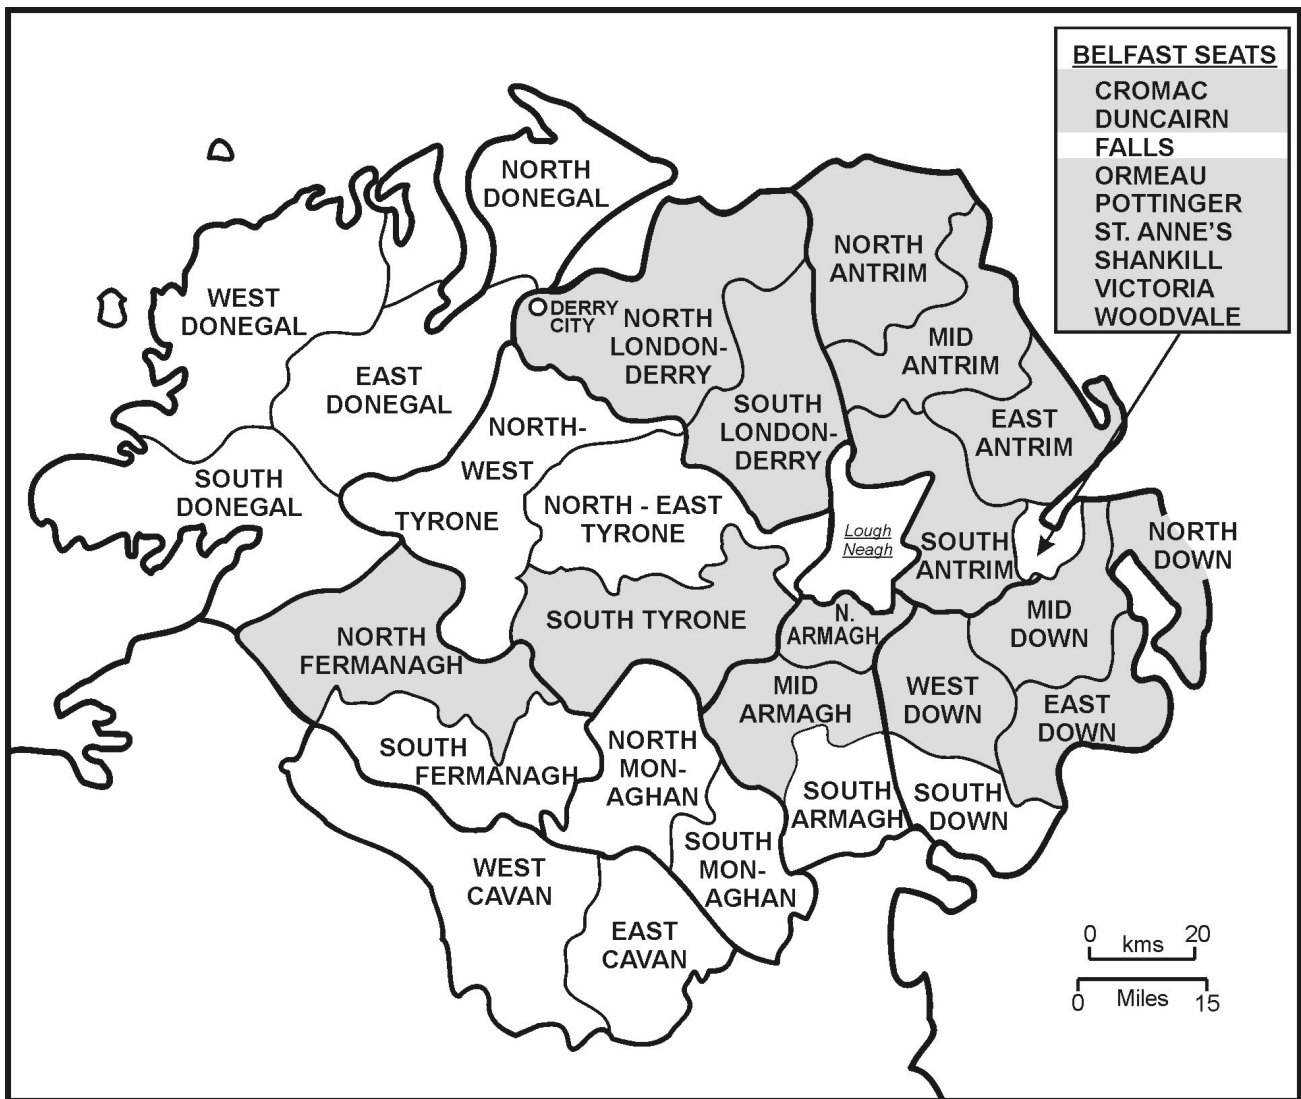 BELFAST SEATS
CROMAC
DUNCAIRN
FALLS
ORMEAU
POTTINGER
ST. ANNE'S
SHANKILL
VICTORIA
WOODVALE
NORTH
DONEGAL
NORTH
ANTRIM
WEST
DONEGAL
DERRY
CITY
NORTH
LONDON-
DERRY
MID
ANTRIM
EAST
DONEGAL
SOUTH
LONDON-
DERRY
EAST
ANTRIM
NORTH-
WEST
TYRONE
SOUTH
DONEGAL
NORTH - EAST
TYRONE
Lough
Neagh
SOUTH
ANTRIM
NORTH
DOWN
SOUTH TYRONE
N.
ARMAGH
MID
DOWN
NORTH
FERMANAGH
MID
ARMAGH
WEST
DOWN
EAST
DOWN
SOUTH
FERMANAGH
NORTH
MON-
AGHAN
SOUTH
ARMAGH
SOUTH
DOWN
SOUTH
MON-
AGHAN
WEST
CAVAN
EAST
CAVAN
0 kms 20
0 Miles 15